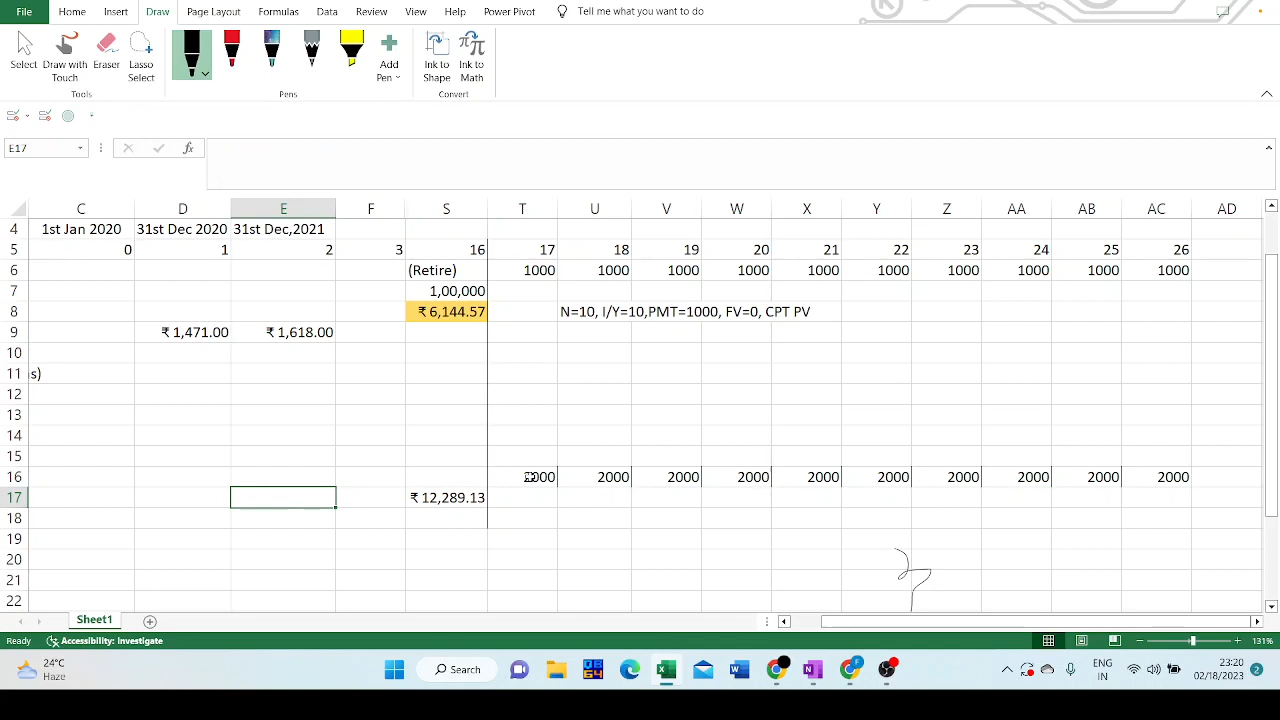 File Home Insert Draw Page Layout Formulas Data Review View Help Power Pivot Tell me what you want to do
Select Draw with Touch Eraser Lasso Select Add Pen Ink to Shape Ink to Math
Tools Pens Convert
E17 fx
C D E F S T U V W X Y Z AA AB AC AD
4 1st Jan 2020 31st Dec 2020 31st Dec,2021
5 0 1 2 3 16 17 18 19 20 21 22 23 24 25 26
6 (Retire) 1000 1000 1000 1000 1000 1000 1000 1000 1000 1000
7 1,00,000
8 ₹ 6,144.57 N=10, I/Y=10,PMT=1000, FV=0, CPT PV
9 ₹ 1,471.00 ₹ 1,618.00
10
11 s)
12
13
14
15
16 2000 2000 2000 2000 2000 2000 2000 2000 2000 2000
17 ₹ 12,289.13
18
19
20
21
22
Sheet1
Ready Accessibility: Investigate 131%
24°C Haze Search ENG IN 23:20 02/18/2023 2